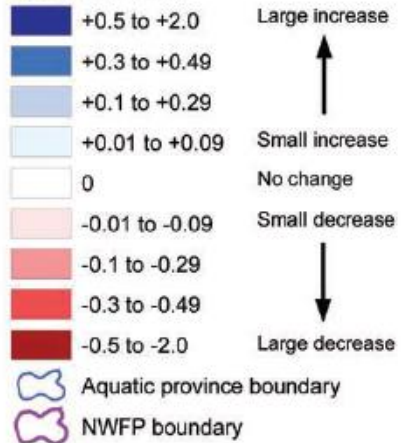 +0.5 to +2.0 Large increase
+0.3 to +0.49
+0.1 to +0.29
+0.01 to +0.09 Small increase
0 No change
-0.01 to -0.09 Small decrease
-0.1 to -0.29
-0.3 to -0.49
-0.5 to -2.0 Large decrease
Aquatic province boundary
NWFP boundary